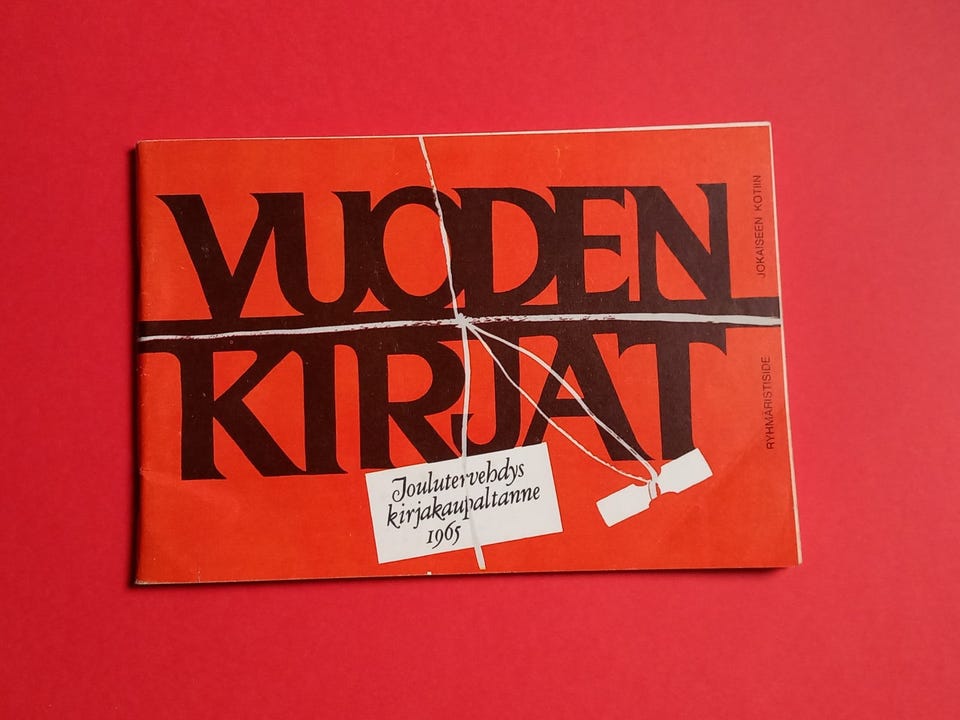 VUODEN
KIRJAT
Joulutervehdys
kirjakaupaltanne
1965
JOKAISEEN KOTIIN
RYHMÄRISTISIDE